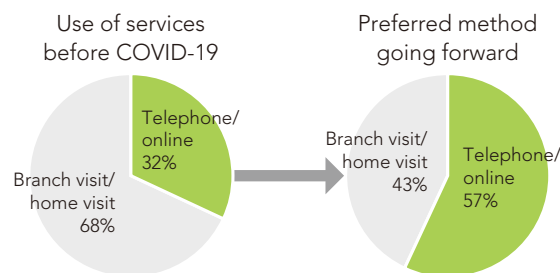 Use of services
before COVID-19
Telephone/
online
32%
Branch visit/
home visit
68%
Preferred method
going forward
Branch visit/
home visit
43%
Telephone/
online
57%